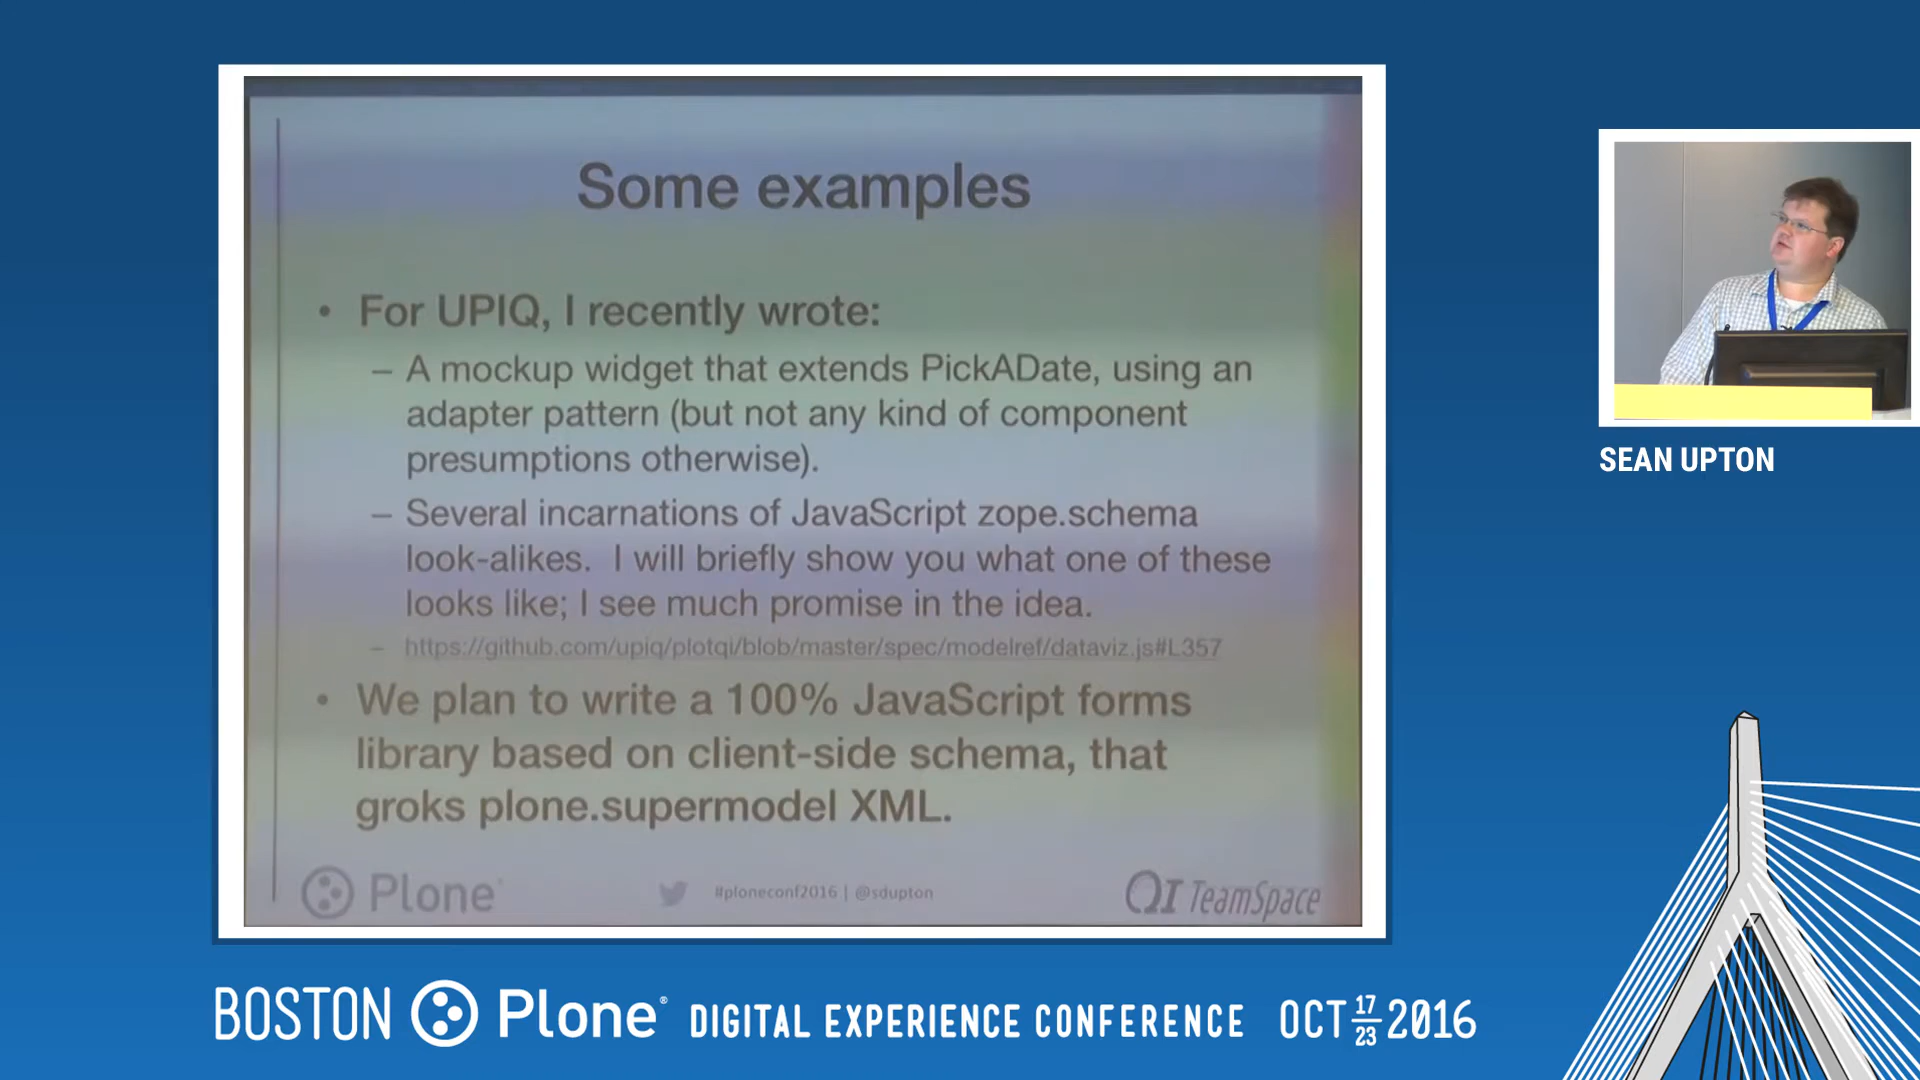 Some examples
• For UPIQ, I recently wrote:
– A mockup widget that extends PickADate, using an
adapter pattern (but not any kind of component
presumptions otherwise).
– Several incarnations of JavaScript zope.schema
look-alikes. I will briefly show you what one of these
looks like; I see much promise in the idea.
– https://github.com/upiq/plotqi/blob/master/spec/modelref/dataviz.js#L357
• We plan to write a 100% JavaScript forms
library based on client-side schema, that
groks plone.supermodel XML.
Plone
#ploneconf2016 | @sdupton
QI TeamSpace
SEAN UPTON
BOSTON Plone® DIGITAL EXPERIENCE CONFERENCE OCT 17 23 2016